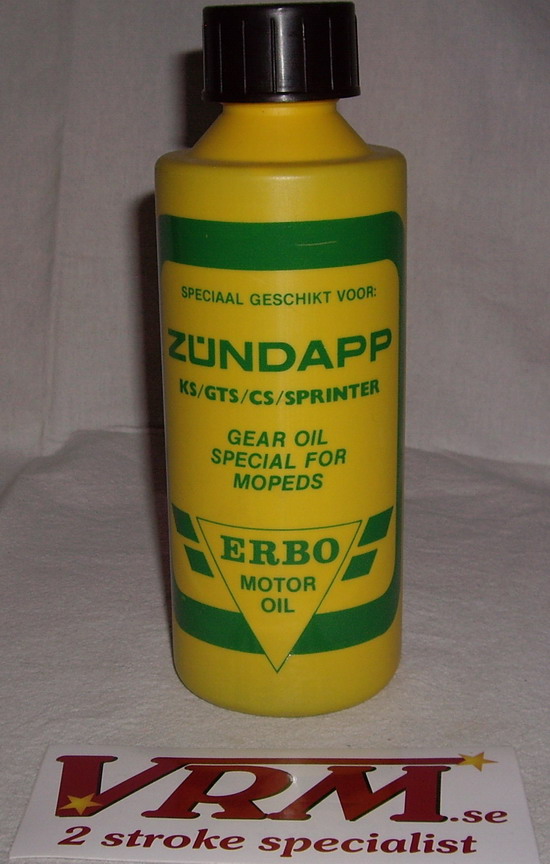 SPECIAAL GESCHIKT VOOR:
ZÜNDAPP
KS/GTS/CS/SPRINTER
GEAR OIL
SPECIAL FOR
MOPEDS
ERBO
MOTOR
OIL
VRM.se
2 stroke specialist